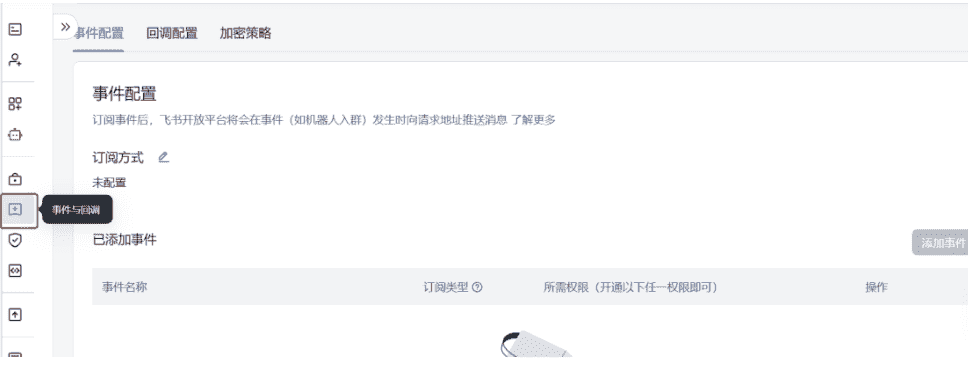 事件配置 回调配置 加密策略
事件配置
订阅事件后，飞书开放平台将会在事件（如机器人入群）发生时向请求地址推送消息 了解更多
订阅方式
未配置
事件与回调
已添加事件
添加事件
事件名称 订阅类型 所需权限（开通以下任一权限即可） 操作